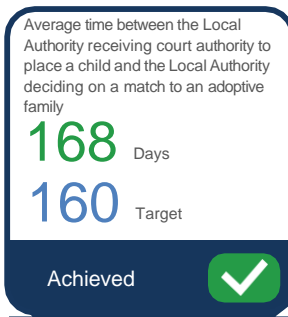 Average time between the Local
Authority receiving court authority to
place a child and the Local Authority
deciding on a match to an adoptive
family
168 Days
160 Target
Achieved